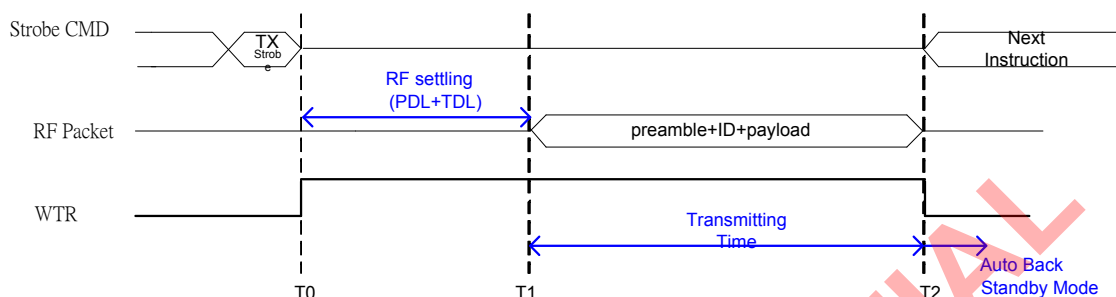 Strobe CMD
TX
Strob
e
Next
Instruction
RF settling
(PDL+TDL)
RF Packet
preamble+ID+payload
WTR
Transmitting
Time
Auto Back
Standby Mode
T0
T1
T2